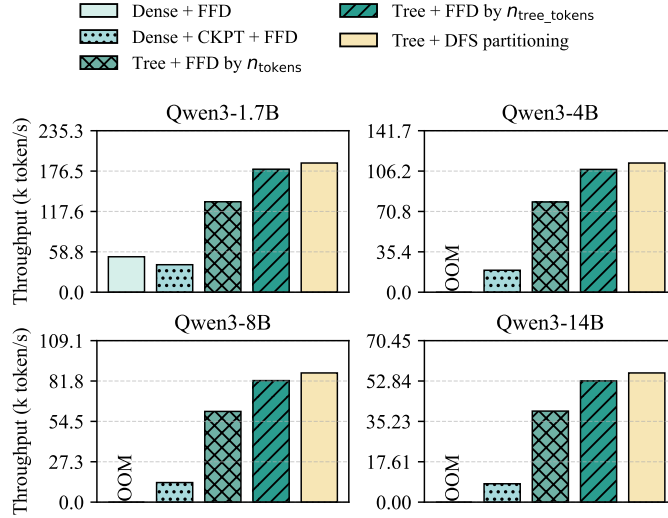 Dense + FFD
Dense + CKPT + FFD
Tree + FFD by n_tokens
Tree + FFD by n_tree_tokens
Tree + DFS partitioning
Qwen3-1.7B
Throughput (k token/s)
235.3
176.5
117.6
58.8
0.0
Qwen3-4B
141.7
106.2
70.8
35.4
0.0
OOM
Qwen3-8B
Throughput (k token/s)
109.1
81.8
54.5
27.3
0.0
OOM
Qwen3-14B
70.45
52.84
35.23
17.61
0.00
OOM